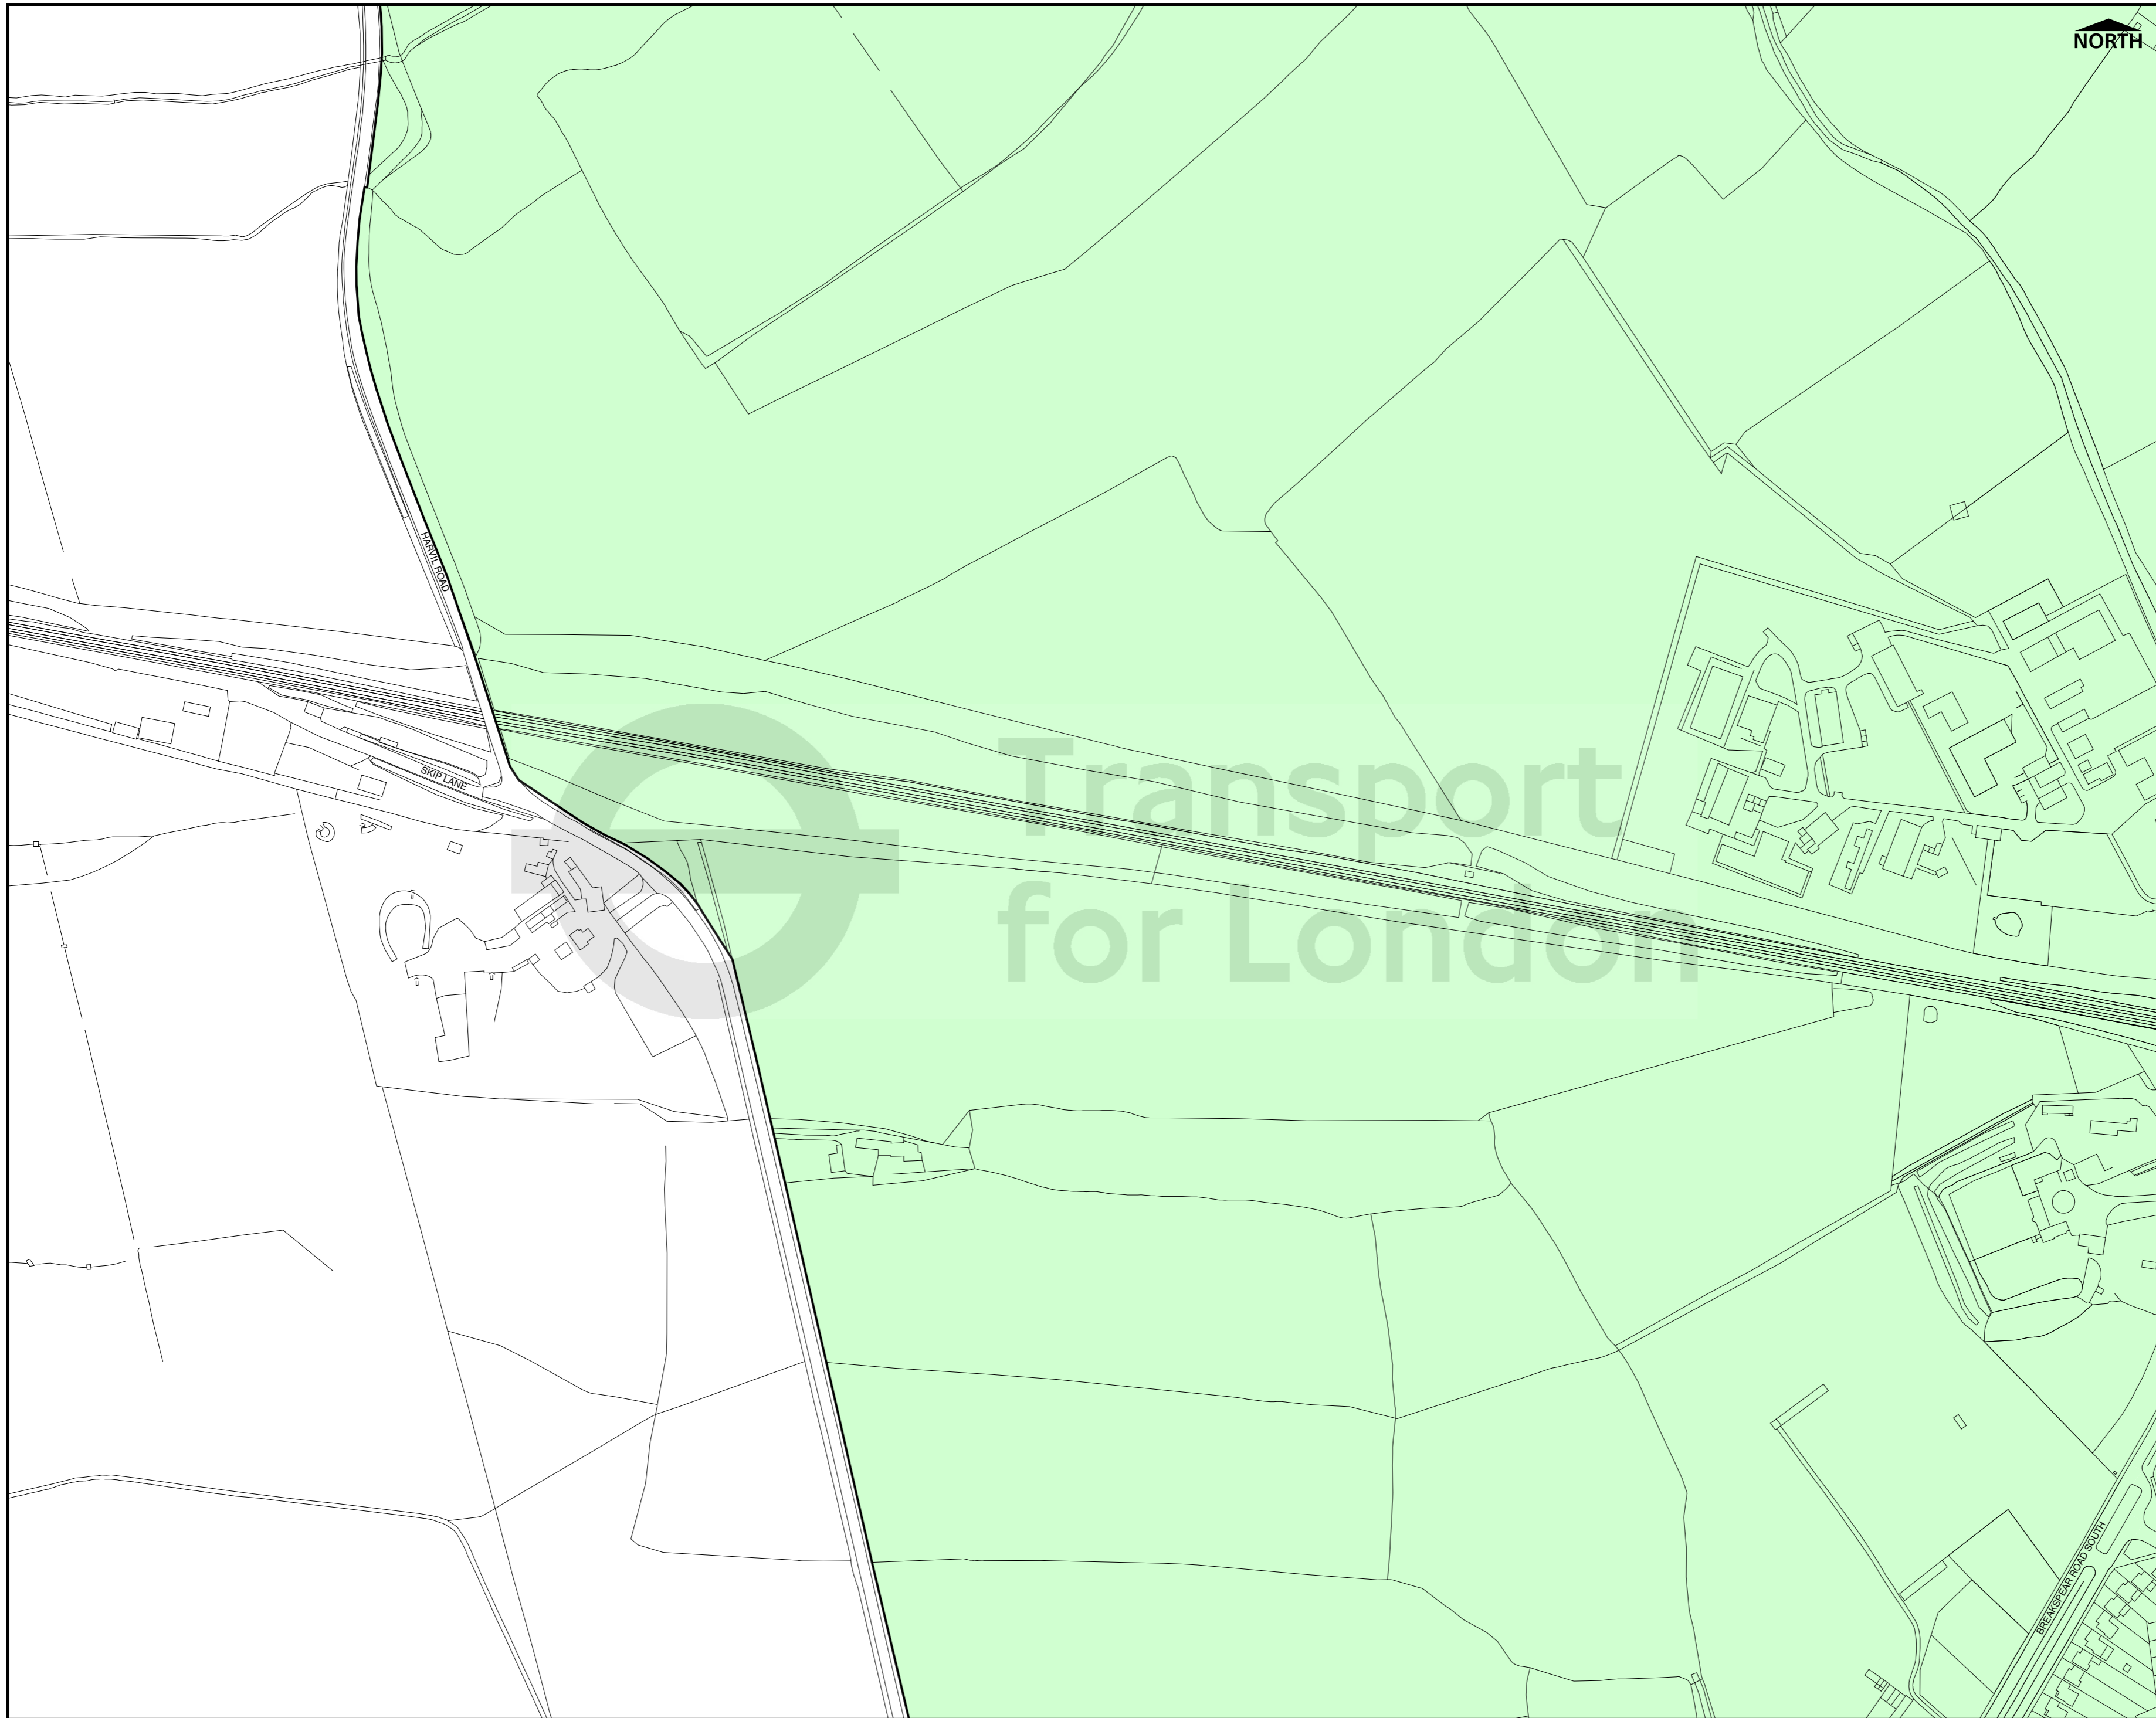 NORTH
HARVIL ROAD
SKIP LANE
Transport
for London
BREAKSPEAR ROAD SOUTH